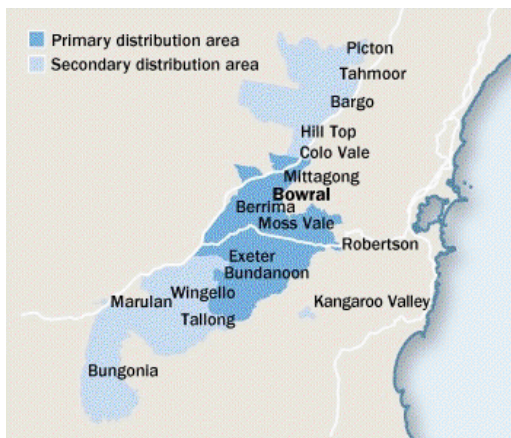 Primary distribution area
Secondary distribution area
Picton
Tahmoor
Bargo
Hill Top
Colo Vale
Mittagong
Bowral
Berrima
Moss Vale
Robertson
Exeter
Bundanoon
Wingello
Marulan
Kangaroo Valley
Tallong
Bungonia